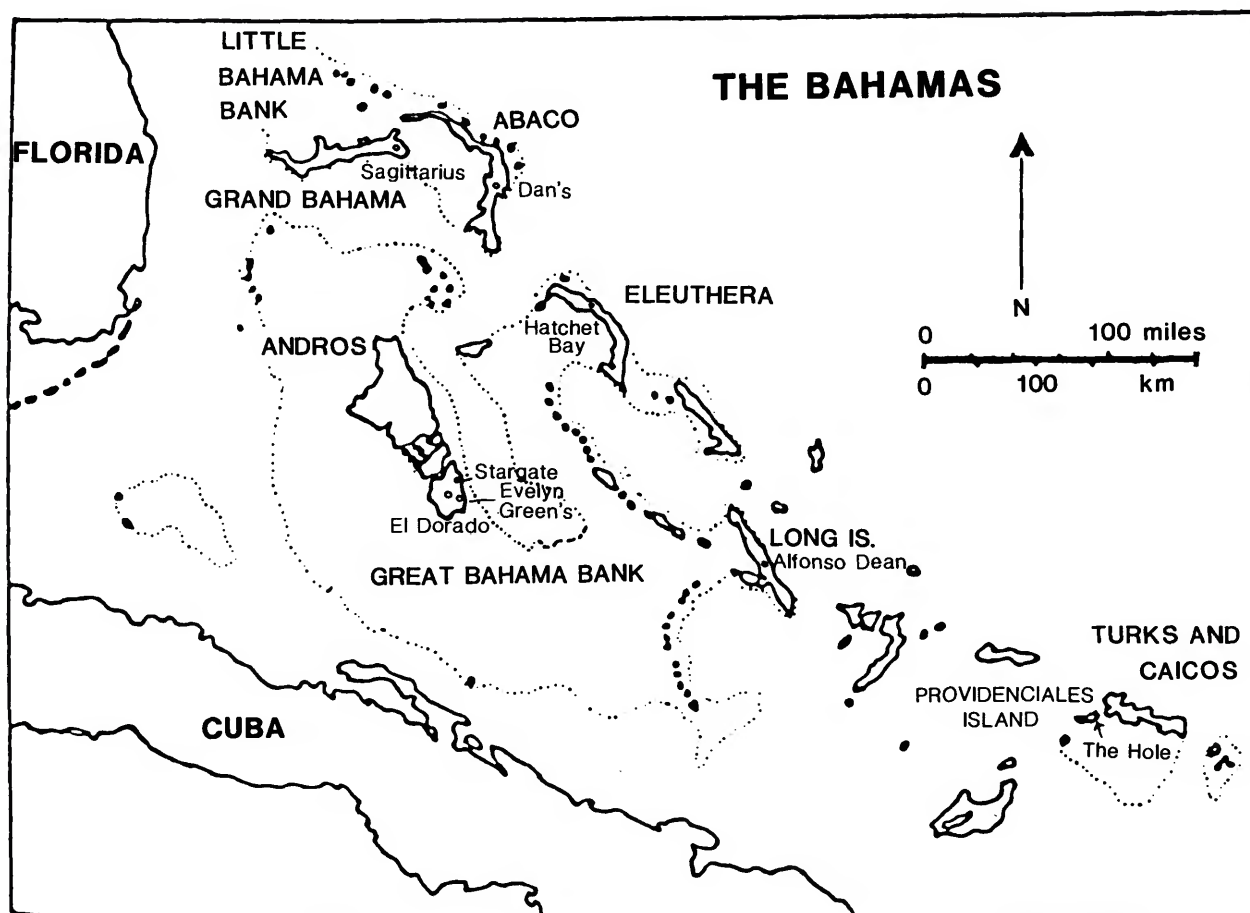 LITTLE
BAHAMA
BANK
THE BAHAMAS
ABACO
FLORIDA
Sagittarius
Dan's
GRAND BAHAMA
ELEUTHERA
N
Hatchet
Bay
0 100 miles
0 100 km
ANDROS
Stargate
Evelyn
Green's
El Dorado
LONG IS.
Alfonso Dean
GREAT BAHAMA BANK
TURKS AND
CAICOS
PROVIDENCIALES
ISLAND
The Hole
CUBA